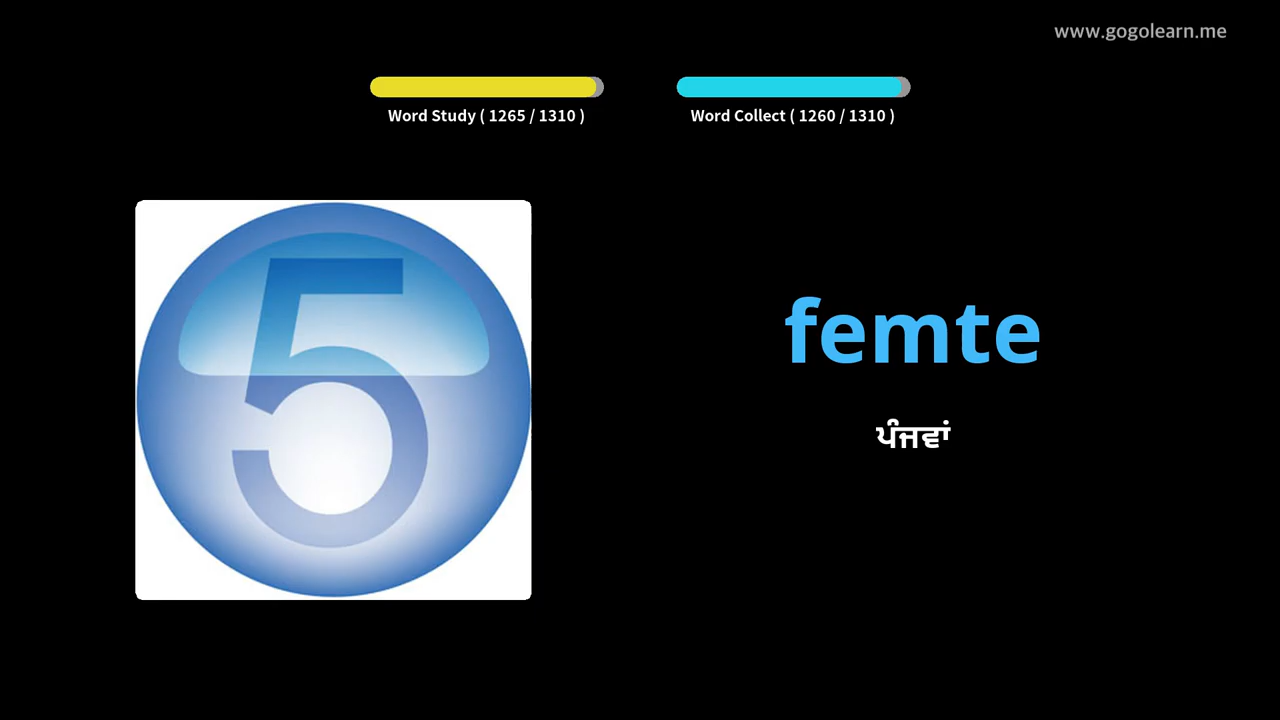 www.gogolearn.me
Word Study ( 1265 / 1310 )
Word Collect ( 1260 / 1310 )
5
femte
ਪੰਜਵਾਂ